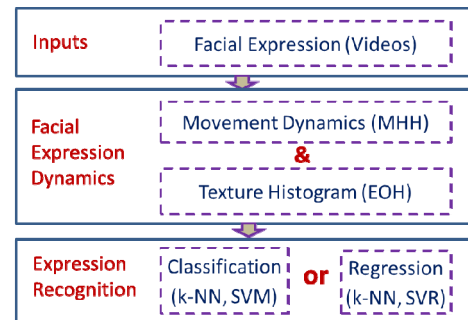 Inputs
Facial Expression (Videos)
Facial
Expression
Dynamics
Movement Dynamics (MHH)
&
Texture Histogram (EOH)
Expression
Recognition
Classification
(k-NN, SVM)
or
Regression
(k-NN, SVR)